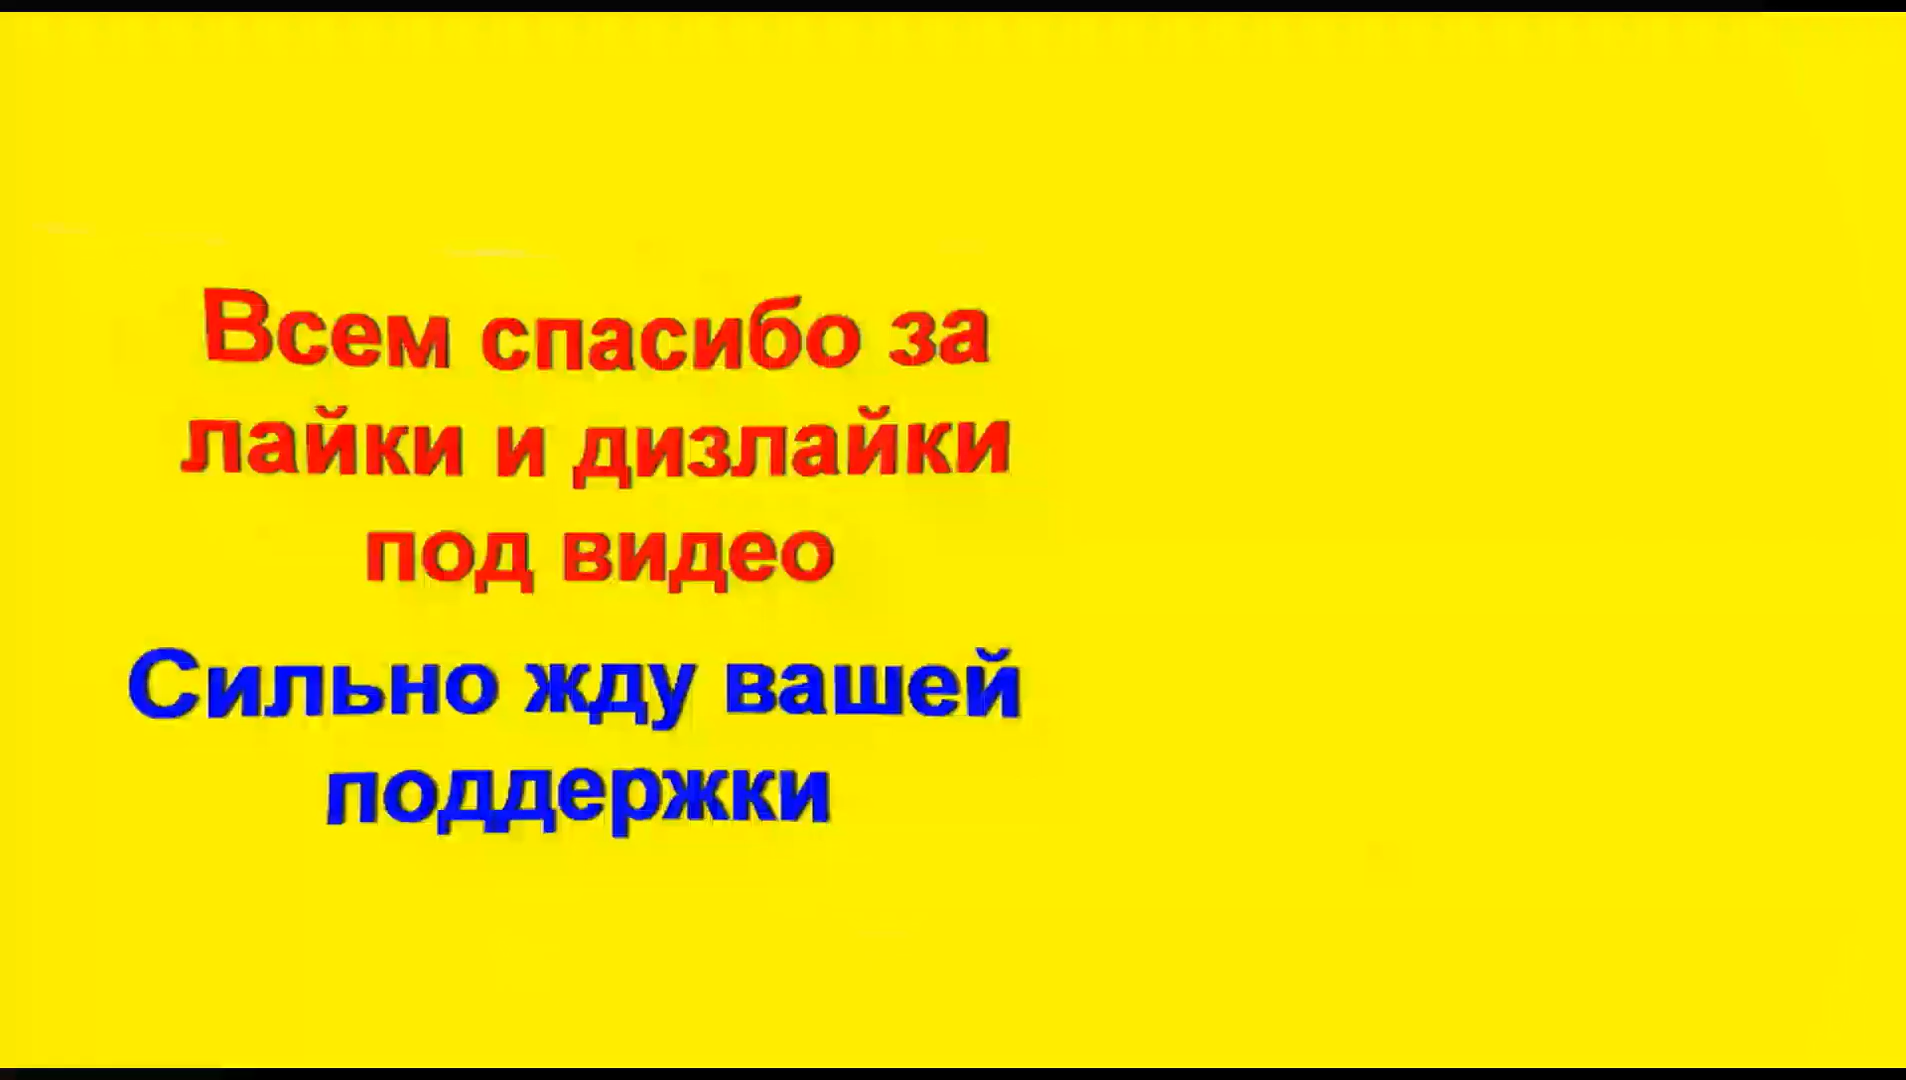 Всем спасибо за
лайки и дизлайки
под видео
Сильно жду вашей
поддержки